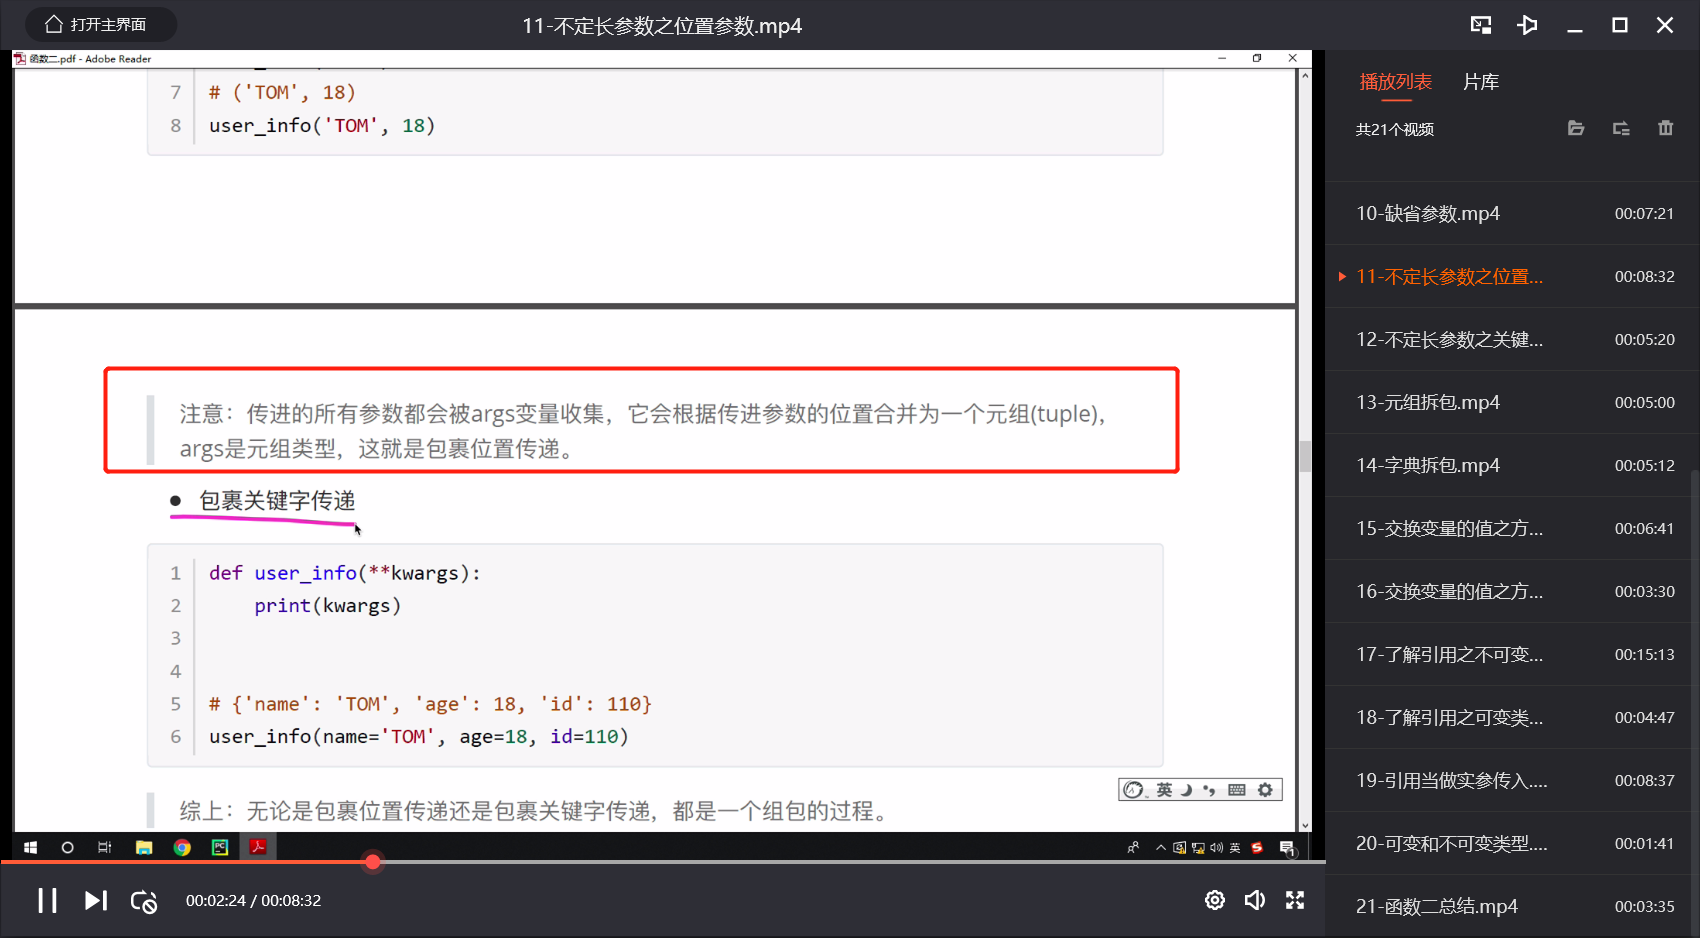 打开主界面
11-不定长参数之位置参数.mp4
函数二.pdf - Adobe Reader
7 # ('TOM', 18)
8 user_info('TOM', 18)
注意：传进的所有参数都会被args变量收集，它会根据传进参数的位置合并为一个元组(tuple)，
args是元组类型，这就是包裹位置传递。
● 包裹关键字传递
1 def user_info(**kwargs):
2 print(kwargs)
3
4
5 # {'name': 'TOM', 'age': 18, 'id': 110}
6 user_info(name='TOM', age=18, id=110)
英
综上：无论是包裹位置传递还是包裹关键字传递，都是一个组包的过程。
PC
英
1
00:02:24 / 00:08:32
播放列表 片库
共21个视频
10-缺省参数.mp4 00:07:21
11-不定长参数之位置... 00:08:32
12-不定长参数之关键... 00:05:20
13-元组拆包.mp4 00:05:00
14-字典拆包.mp4 00:05:12
15-交换变量的值之方... 00:06:41
16-交换变量的值之方... 00:03:30
17-了解引用之不可变... 00:15:13
18-了解引用之可变类... 00:04:47
19-引用当做实参传入.... 00:08:37
20-可变和不可变类型.... 00:01:41
21-函数二总结.mp4 00:03:35